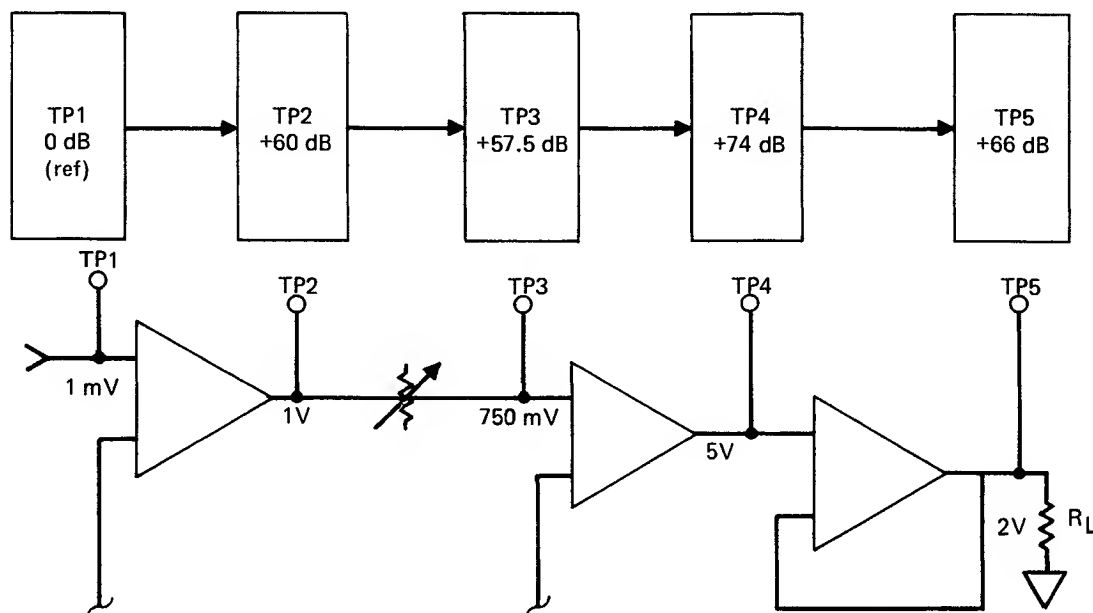 TP1
0 dB
(ref)
TP2
+60 dB
TP3
+57.5 dB
TP4
+74 dB
TP5
+66 dB
TP1
TP2
TP3
TP4
TP5
1 mV
1V
750 mV
5V
2V
RL